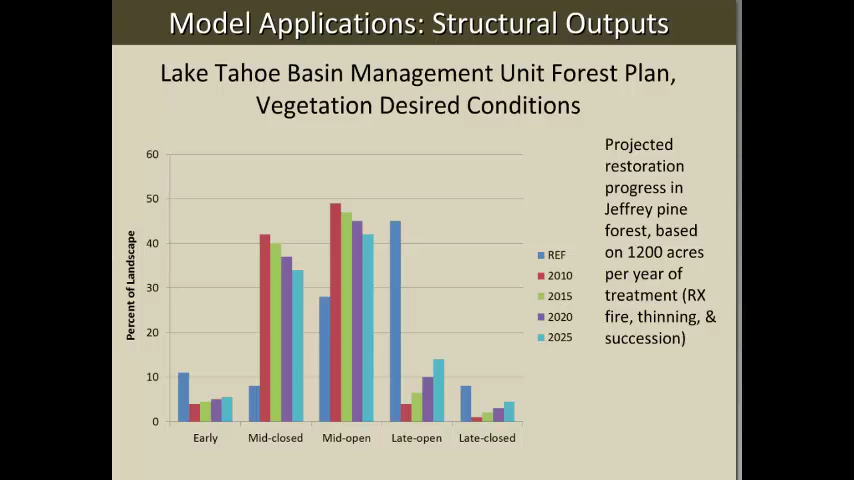 Model Applications: Structural Outputs
Lake Tahoe Basin Management Unit Forest Plan,
Vegetation Desired Conditions
Projected
restoration
progress in
Jeffrey pine
forest, based
on 1200 acres
per year of
treatment (RX
fire, thinning, &
succession)
Percent of Landscape
60
50
40
30
20
10
0
Early
Mid-closed
Mid-open
Late-open
Late-closed
REF
2010
2015
2020
2025